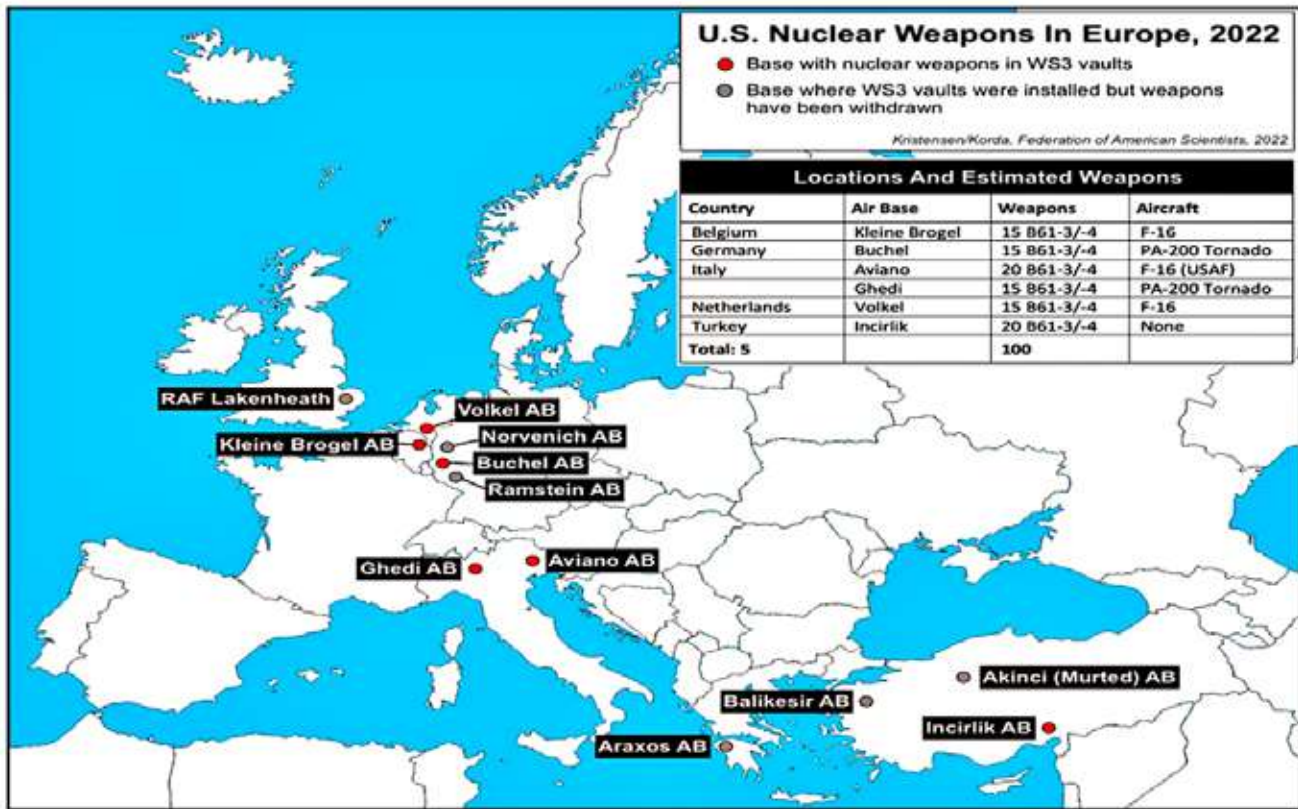 U.S. Nuclear Weapons In Europe, 2022
Base with nuclear weapons in WS3 vaults
Base where WS3 vaults were installed but weapons
have been withdrawn
Kristensen/Korda, Federation of American Scientists, 2022
Locations And Estimated Weapons
Country Air Base Weapons Aircraft
Belgium Kleine Brogel 15 B61-3/-4 F-16
Germany Buchel 15 B61-3/-4 PA-200 Tornado
Italy Aviano 20 B61-3/-4 F-16 (USAF)
Ghedi 15 B61-3/-4 PA-200 Tornado
Netherlands Volkel 15 B61-3/-4 F-16
Turkey Incirlik 20 B61-3/-4 None
Total: 5 100
RAF Lakenheath
Volkel AB
Kleine Brogel AB
Norvenich AB
Buchel AB
Ramstein AB
Ghedi AB
Aviano AB
Akinci (Murted) AB
Balikesir AB
Incirlik AB
Araxos AB